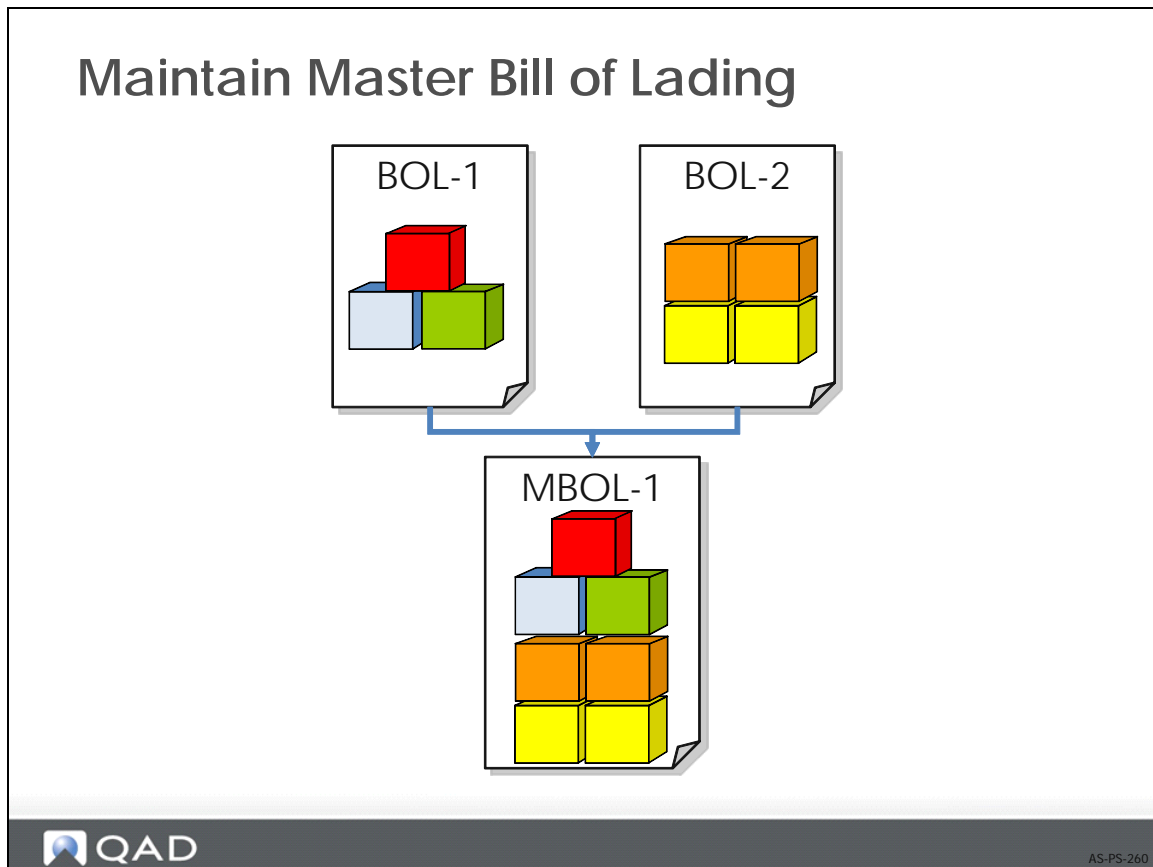 Maintain Master Bill of Lading
BOL-1
BOL-2
MBOL-1
QAD
AS-PS-260